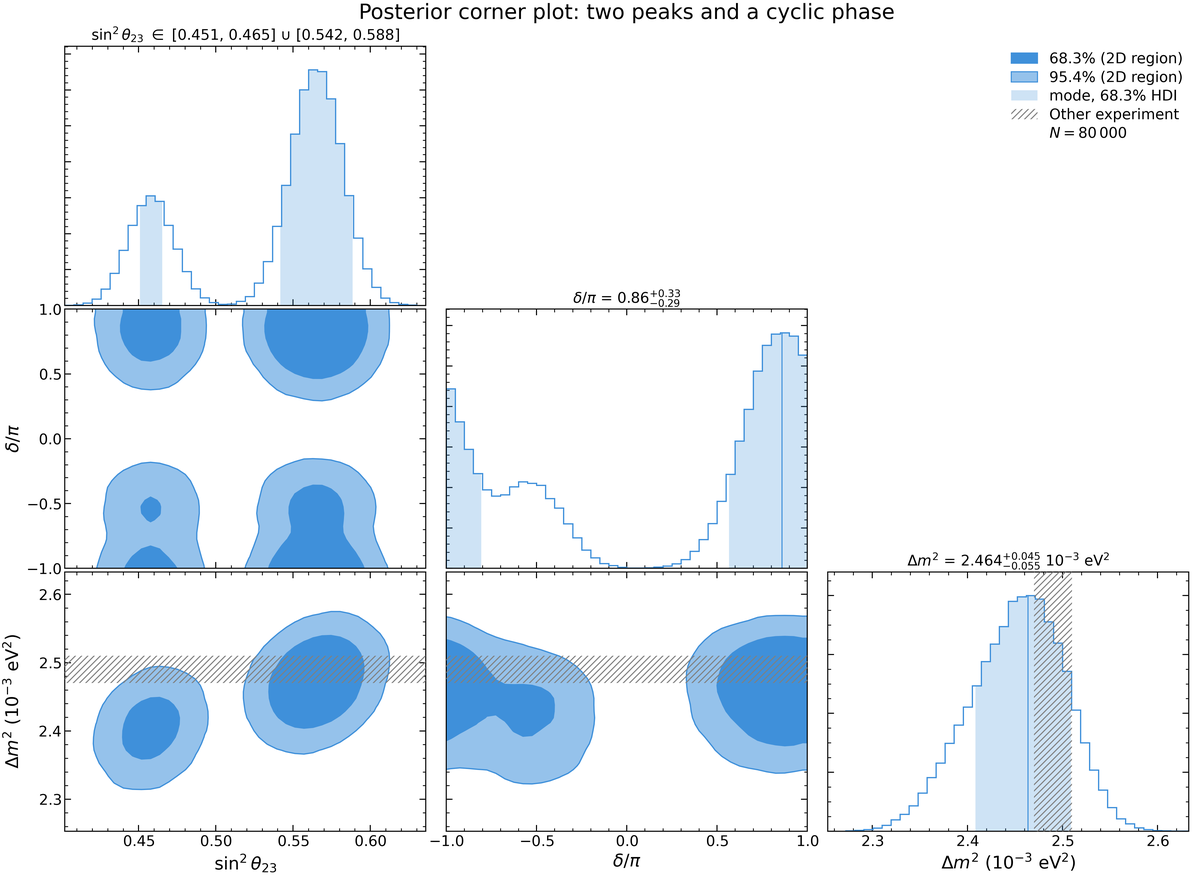 Posterior corner plot: two peaks and a cyclic phase
sin² θ₂₃ ∈ [0.451, 0.465] ∪ [0.542, 0.588]
68.3% (2D region)
95.4% (2D region)
mode, 68.3% HDI
Other experiment
N = 80 000
δ/π = 0.86 +0.33 −0.29
1.0
0.5
0.0
−0.5
−1.0
δ/π
Δm² = 2.464 +0.045 −0.055 10⁻³ eV²
2.6
2.5
2.4
2.3
Δm² (10⁻³ eV²)
0.45 0.50 0.55 0.60
sin² θ₂₃
−1.0 −0.5 0.0 0.5 1.0
δ/π
2.3 2.4 2.5 2.6
Δm² (10⁻³ eV²)